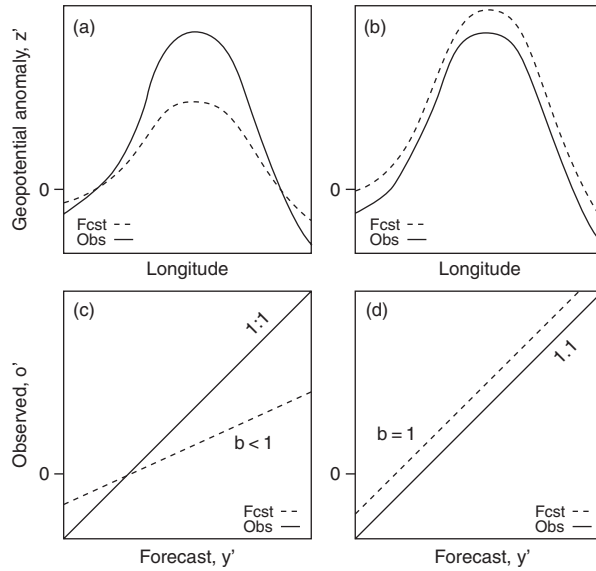 (a)
(b)
Geopotential anomaly, z'
0
0
Fcst
Obs
Fcst
Obs
Longitude
Longitude
(c)
(d)
1:1
1.1
Observed, o'
b < 1
b = 1
0
0
Fcst
Obs
Fcst
Obs
Forecast, y'
Forecast, y'